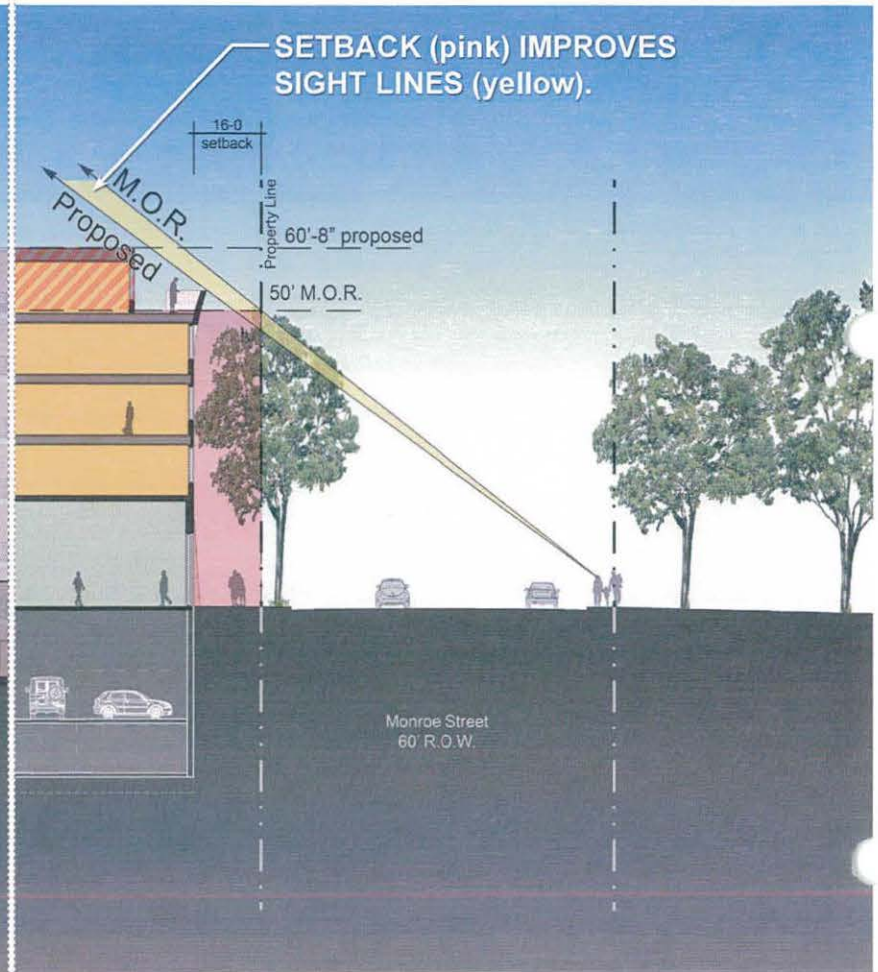 SETBACK (pink) IMPROVES
SIGHT LINES (yellow).
16-0
setback
M.O.R.
Proposed
Property Line
60'-8" proposed
50' M.O.R.
Monroe Street
60' R.O.W.